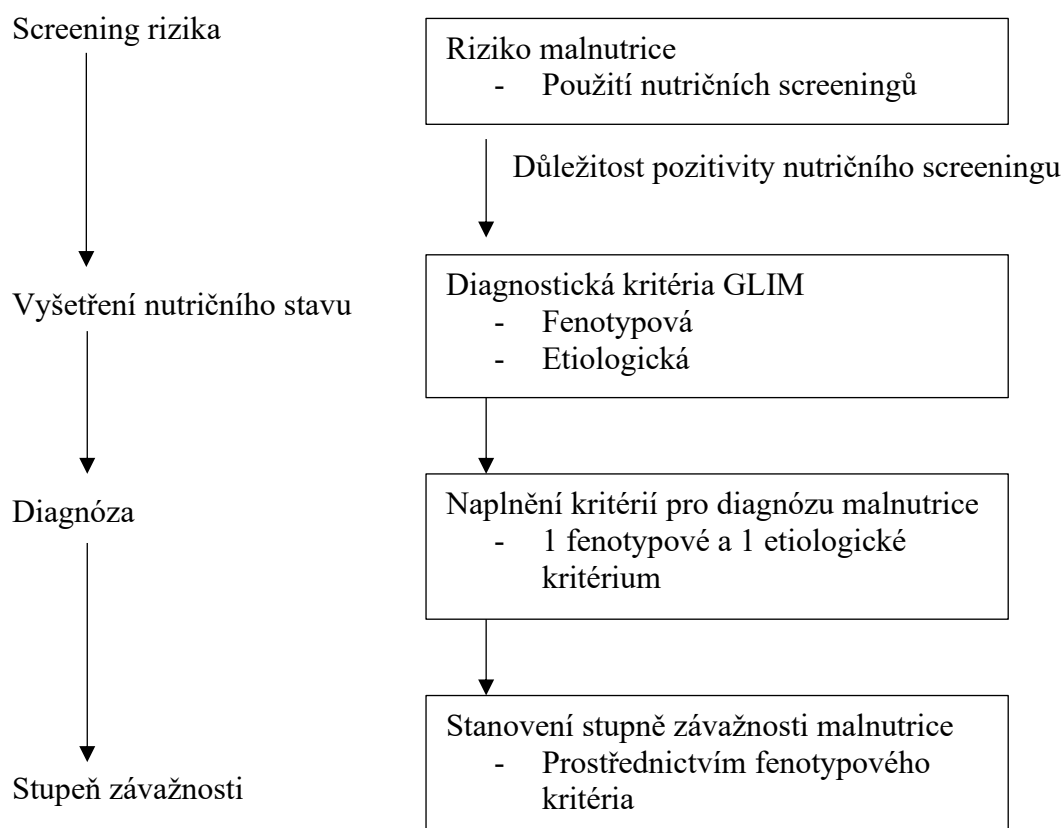 Screening rizika
Riziko malnutrice
- Použití nutričních screeningů
Důležitost pozitivity nutričního screeningu
Vyšetření nutričního stavu
Diagnostická kritéria GLIM
- Fenotypová
- Etiologická
Diagnóza
Naplnění kritérií pro diagnózu malnutrice
- 1 fenotypové a 1 etiologické
kritérium
Stupeň závažnosti
Stanovení stupně závažnosti malnutrice
- Prostřednictvím fenotypového
kritéria